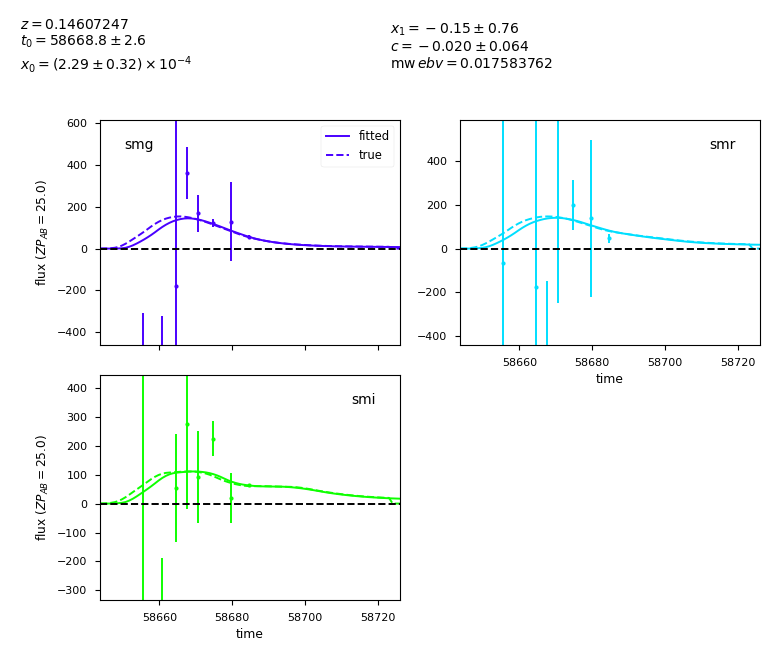 z = 0.14607247
t₀ = 58668.8 ± 2.6
x₀ = (2.29 ± 0.32) × 10⁻⁴
x₁ = −0.15 ± 0.76
c = −0.020 ± 0.064
mw ebv = 0.017583762
smg
fitted
true
600
400
200
0
−200
−400
flux (ZP_AB = 25.0)
smr
400
200
0
−200
−400
58660 58680 58700 58720
time
smi
400
300
200
100
0
−100
−200
−300
flux (ZP_AB = 25.0)
58660 58680 58700 58720
time